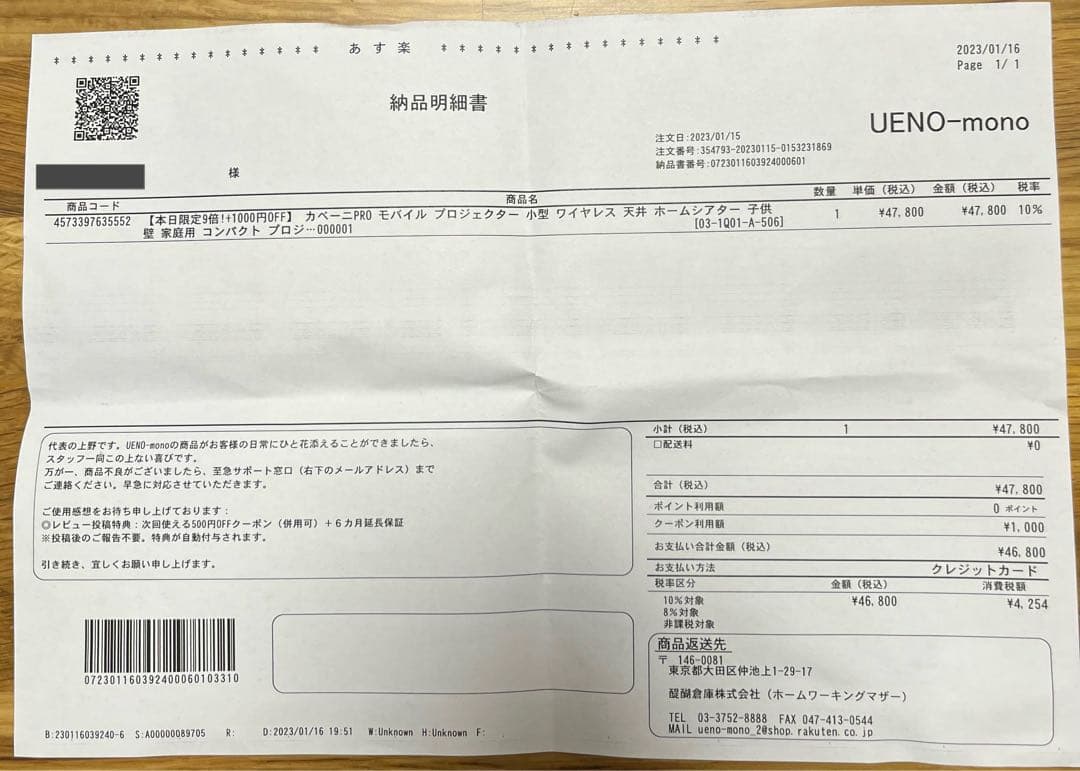 ＊＊＊＊＊＊＊＊＊＊＊＊＊＊＊＊＊＊＊ あす楽 ＊＊＊＊＊＊＊＊＊＊＊＊＊＊＊＊＊＊＊＊
2023/01/16
Page 1/ 1
納品明細書
UENO-mono
注文日:2023/01/15
注文番号:354793-20230115-0153231869
納品書番号:0723011603924000601
様
商品コード 商品名 数量 単価（税込） 金額（税込） 税率
4573397635552 【本日限定9倍!+1000円OFF】 カベーニPRO モバイル プロジェクター 小型 ワイヤレス 天井 ホームシアター 子供 1 ¥47,800 ¥47,800 10%
壁 家庭用 コンパクト プロジ…000001 [03-1Q01-A-506]
代表の上野です。UENO-monoの商品がお客様の日常にひと花添えることができましたら、
スタッフ一同この上ない喜びです。
万が一、商品不良がございましたら、至急サポート窓口（右下のメールアドレス）まで
ご連絡ください。早急に対応させていただきます。
ご使用感想をお待ち申し上げております：
◎レビュー投稿特典：次回使える500円OFFクーポン（併用可）＋６カ月延長保証
※投稿後のご報告不要。特典が自動付与されます。
引き続き、宜しくお願い申し上げます。
小計（税込） 1 ¥47,800
□配送料 ¥0
合計（税込） ¥47,800
ポイント利用額 0 ポイント
クーポン利用額 ¥1,000
お支払い合計金額（税込） ¥46,800
お支払い方法 クレジットカード
税率区分 金額（税込） 消費税額
10%対象 ¥46,800 ¥4,254
8%対象
非課税対象
商品返送先
〒 146-0081
東京都大田区仲池上1-29-17
醍醐倉庫株式会社（ホームワーキングマザー）
TEL 03-3752-8888 FAX 047-413-0544
MAIL ueno-mono_2@shop.rakuten.co.jp
072301160392400060103310
B:230116039240-6 S:A00000089705 R: D:2023/01/16 19:51 W:Unknown H:Unknown F: